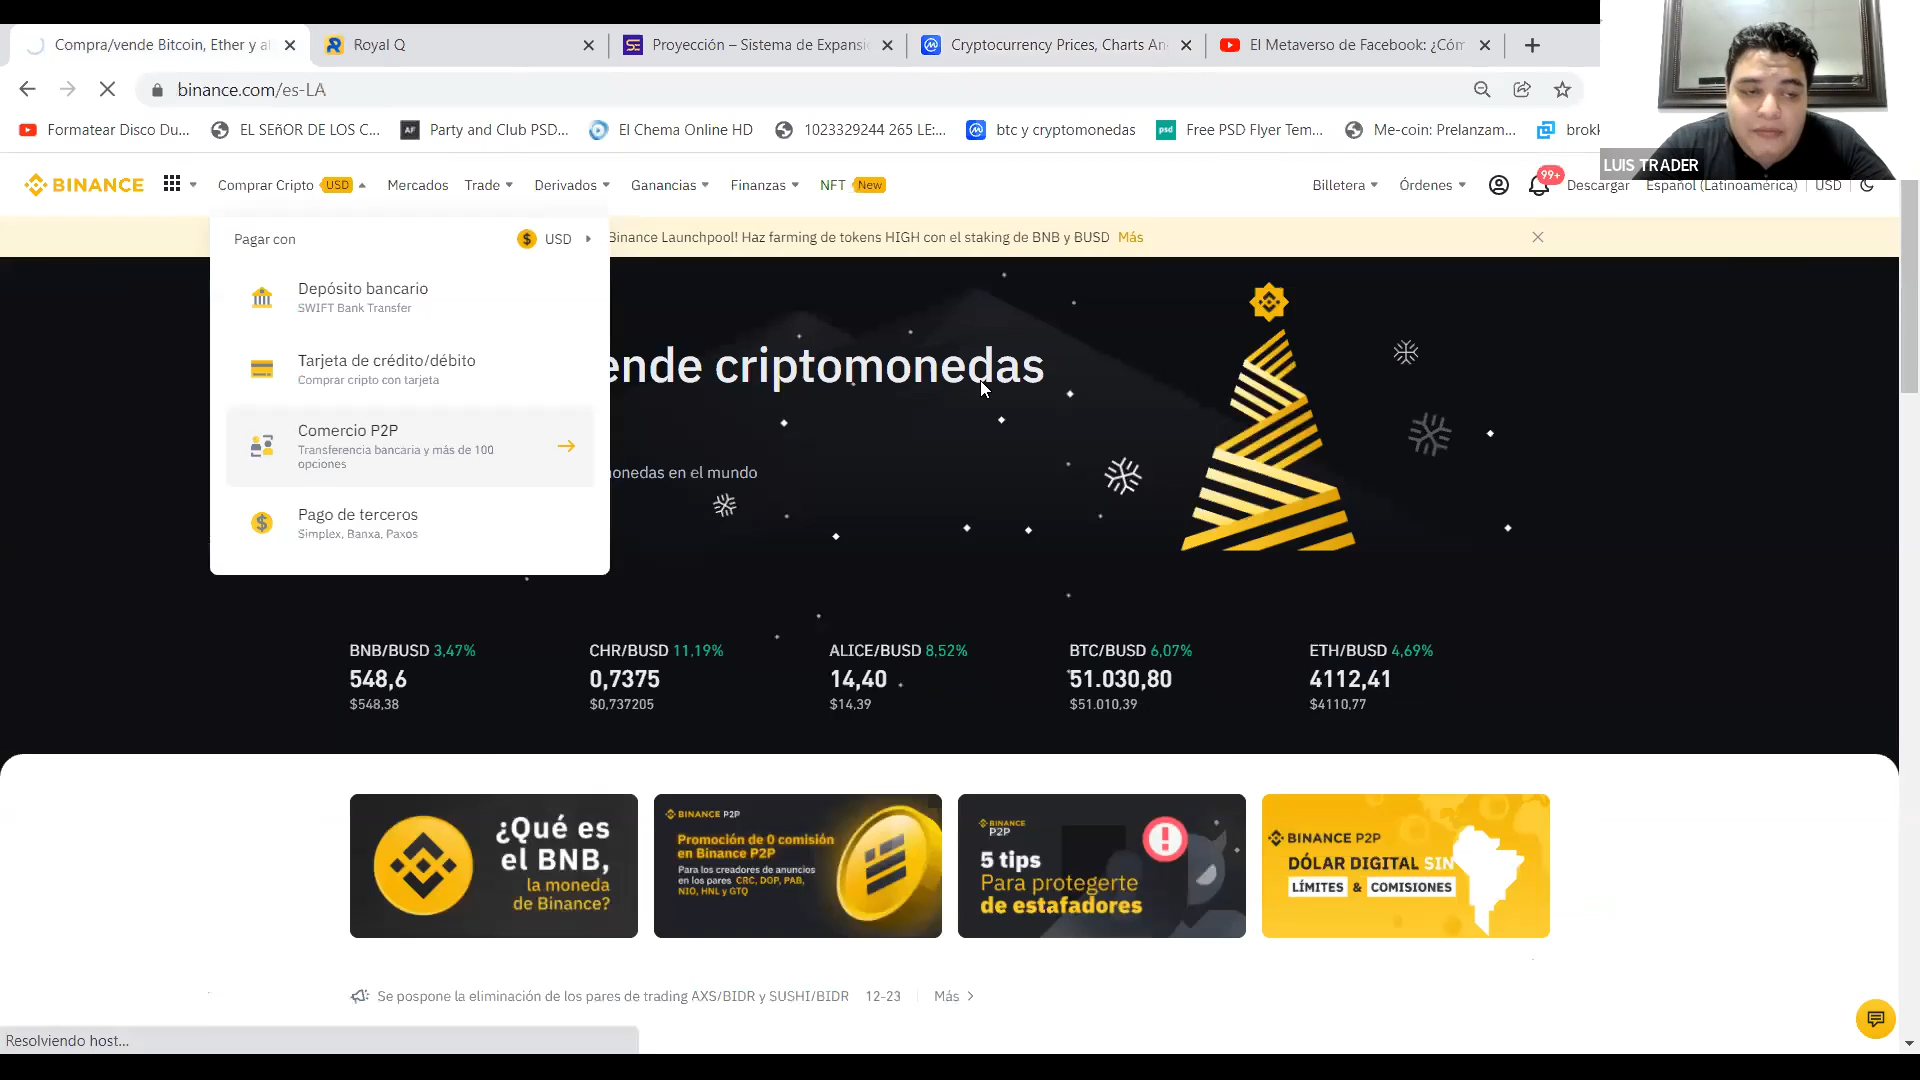 Compra/vende Bitcoin, Ether y al
Royal Q
Proyección – Sistema de Expansió
Cryptocurrency Prices, Charts An
El Metaverso de Facebook: ¿Cóm
binance.com/es-LA
Formatear Disco Du...
EL SEñOR DE LOS C...
AF
Party and Club PSD...
El Chema Online HD
1023329244 265 LE:...
btc y cryptomonedas
psd
Free PSD Flyer Tem...
Me-coin: Prelanzam...
brokk
LUIS TRADER
BINANCE
Comprar Cripto USD
Mercados
Trade
Derivados
Ganancias
Finanzas
NFT New
Billetera
Órdenes
99+
Descargar
Español (Latinoamérica)
USD
Pagar con
USD
Binance Launchpool! Haz farming de tokens HIGH con el staking de BNB y BUSD Más
Depósito bancario
SWIFT Bank Transfer
Tarjeta de crédito/débito
Comprar cripto con tarjeta
Comercio P2P
Transferencia bancaria y más de 100
opciones
Pago de terceros
Simplex, Banxa, Paxos
ende criptomonedas
monedas en el mundo
BNB/BUSD 3,47%
548,6
$548,38
CHR/BUSD 11,19%
0,7375
$0,737205
ALICE/BUSD 8,52%
14,40
$14,39
BTC/BUSD 6,07%
51.030,80
$51.010,39
ETH/BUSD 4,69%
4112,41
$4110,77
¿Qué es
el BNB,
la moneda
de Binance?
BINANCE P2P
Promoción de 0 comisión
en Binance P2P
Para los creadores de anuncios
en los pares CRC, DOP, PAB,
NIO, HNL y GTQ
BINANCE
P2P
5 tips
Para protegerte
de estafadores
BINANCE P2P
DÓLAR DIGITAL SIN
LÍMITES & COMISIONES
Se pospone la eliminación de los pares de trading AXS/BIDR y SUSHI/BIDR 12-23
Más
Resolviendo host...